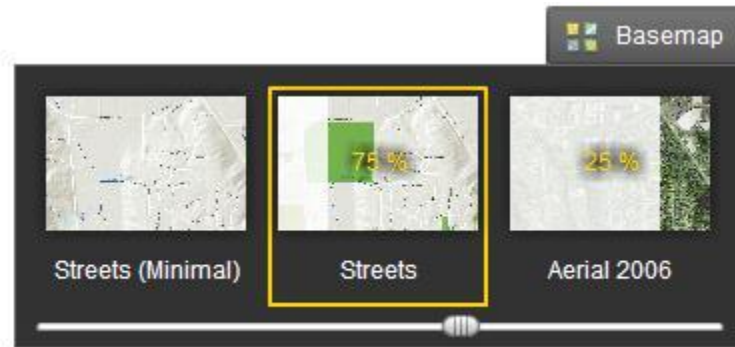 Basemap
75 %
25 %
Streets (Minimal)
Streets
Aerial 2006